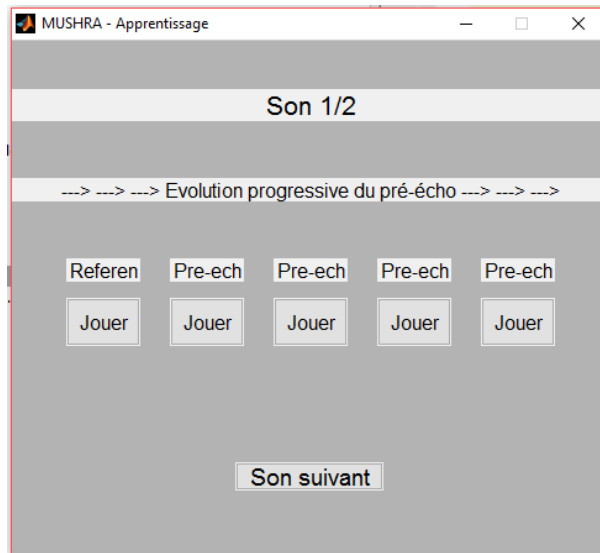 MUSHRA - Apprentissage
Son 1/2
---> ---> ---> Evolution progressive du pré-écho ---> ---> --->
Referen Pre-ech Pre-ech Pre-ech Pre-ech
Jouer Jouer Jouer Jouer Jouer
Son suivant